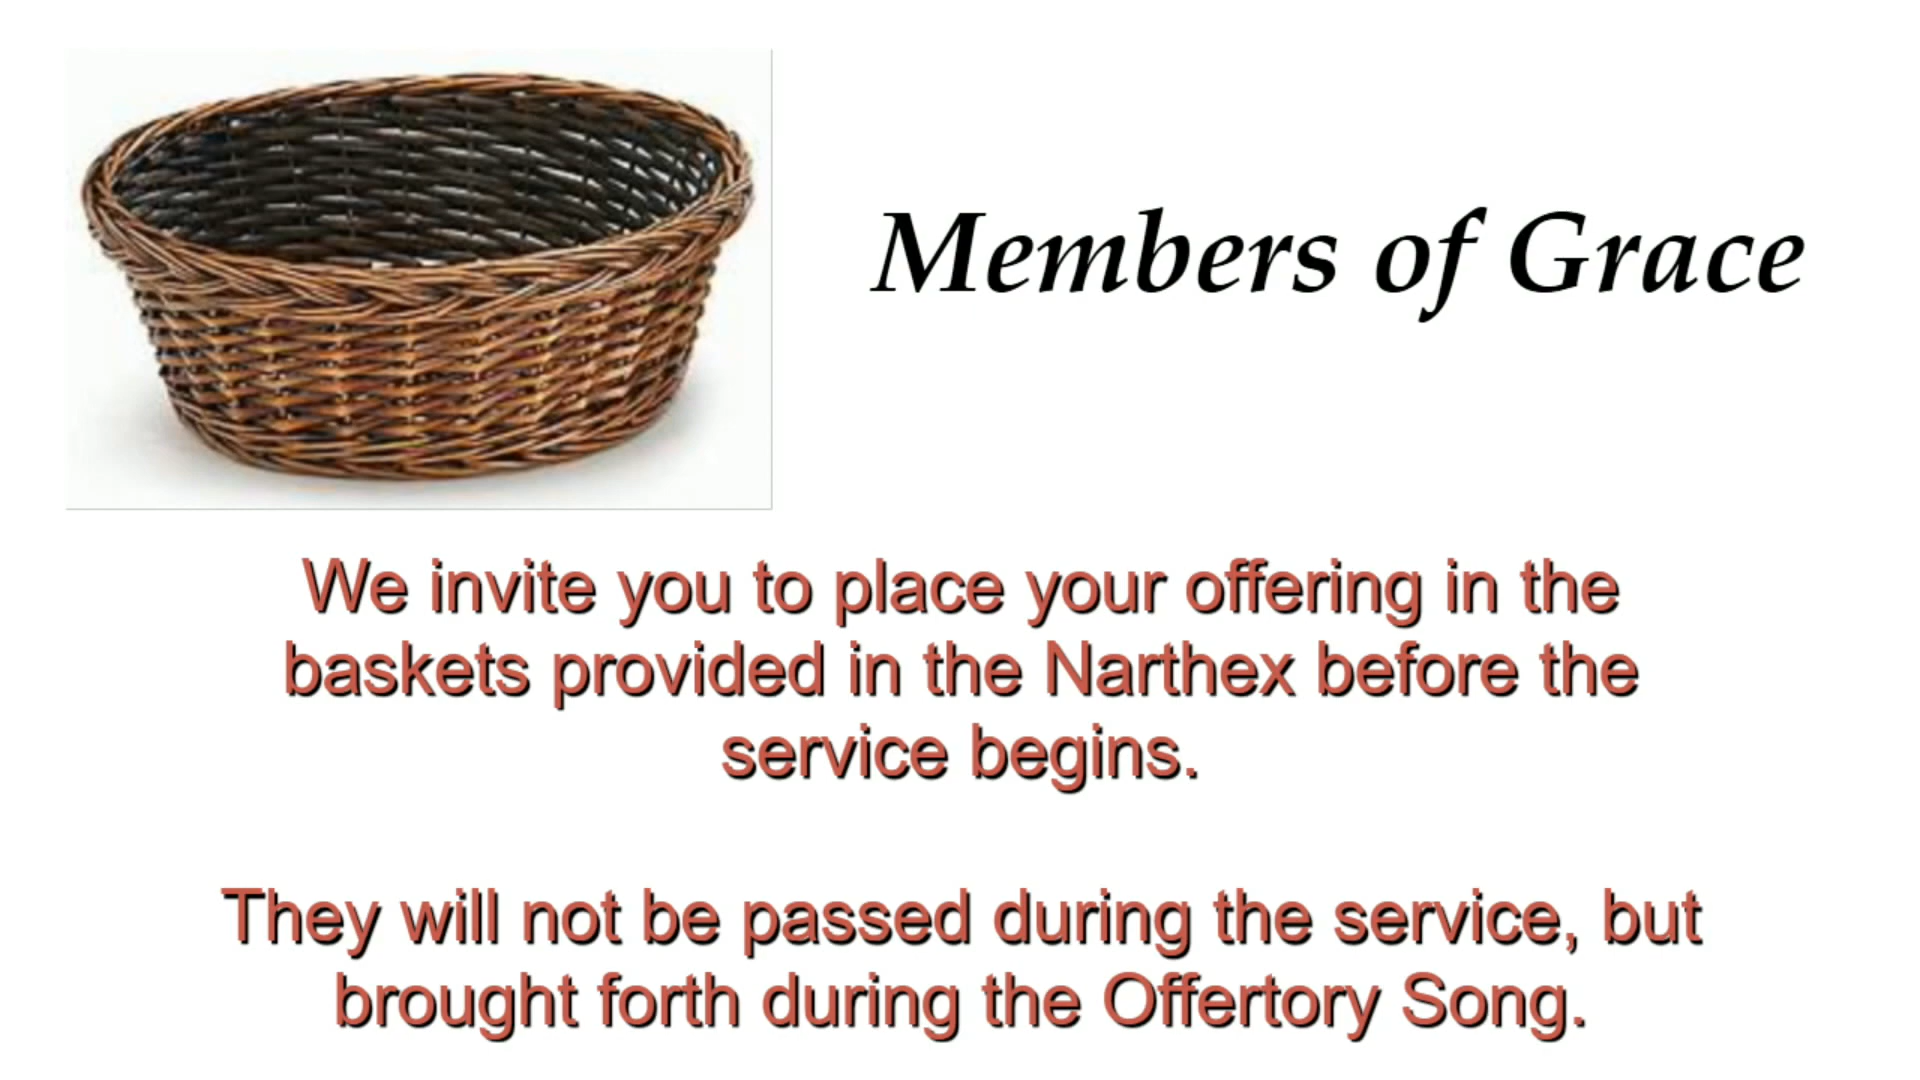 Members of Grace
We invite you to place your offering in the
baskets provided in the Narthex before the
service begins.
They will not be passed during the service, but
brought forth during the Offertory Song.